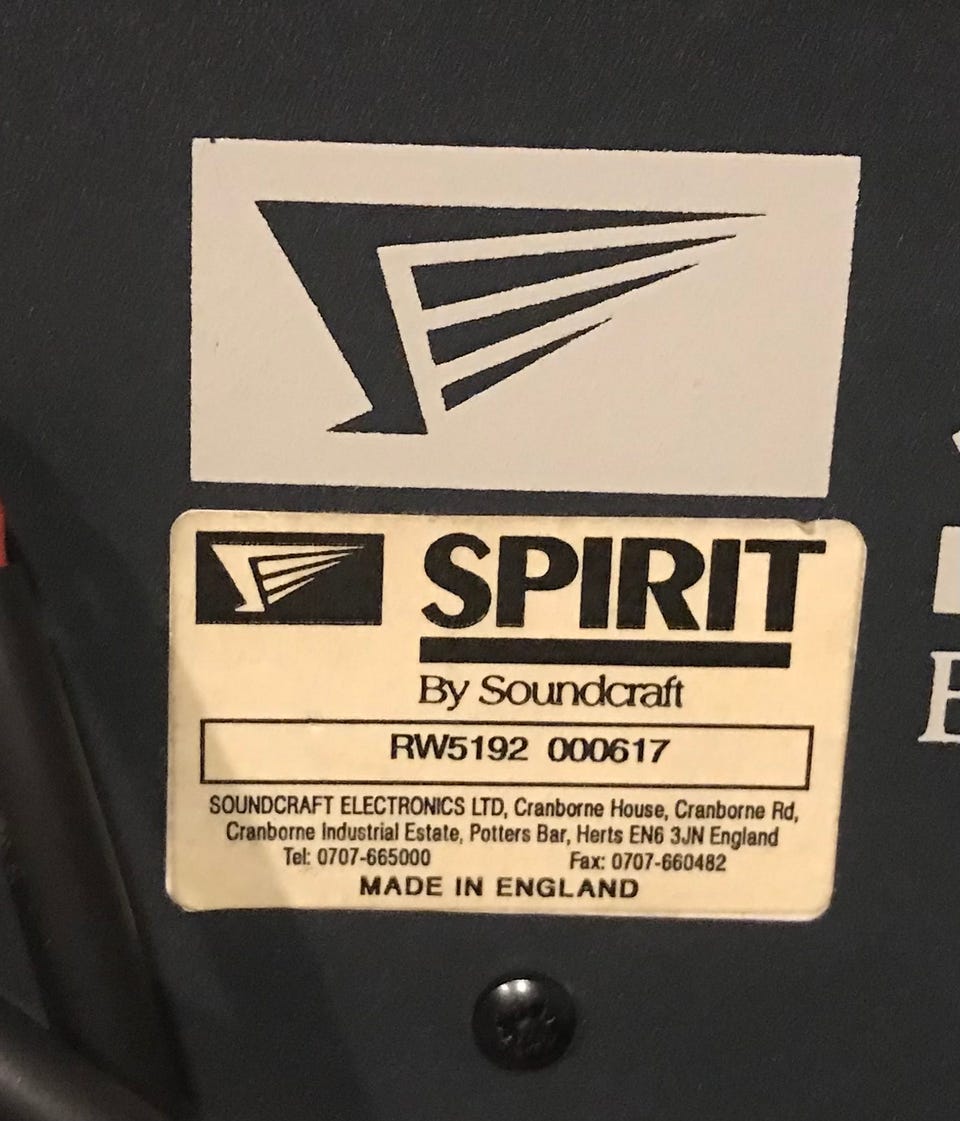 SPIRIT
By Soundcraft
RW5192 000617
SOUNDCRAFT ELECTRONICS LTD, Cranborne House, Cranborne Rd,
Cranborne Industrial Estate, Potters Bar, Herts EN6 3JN England
Tel: 0707-665000 Fax: 0707-660482
MADE IN ENGLAND